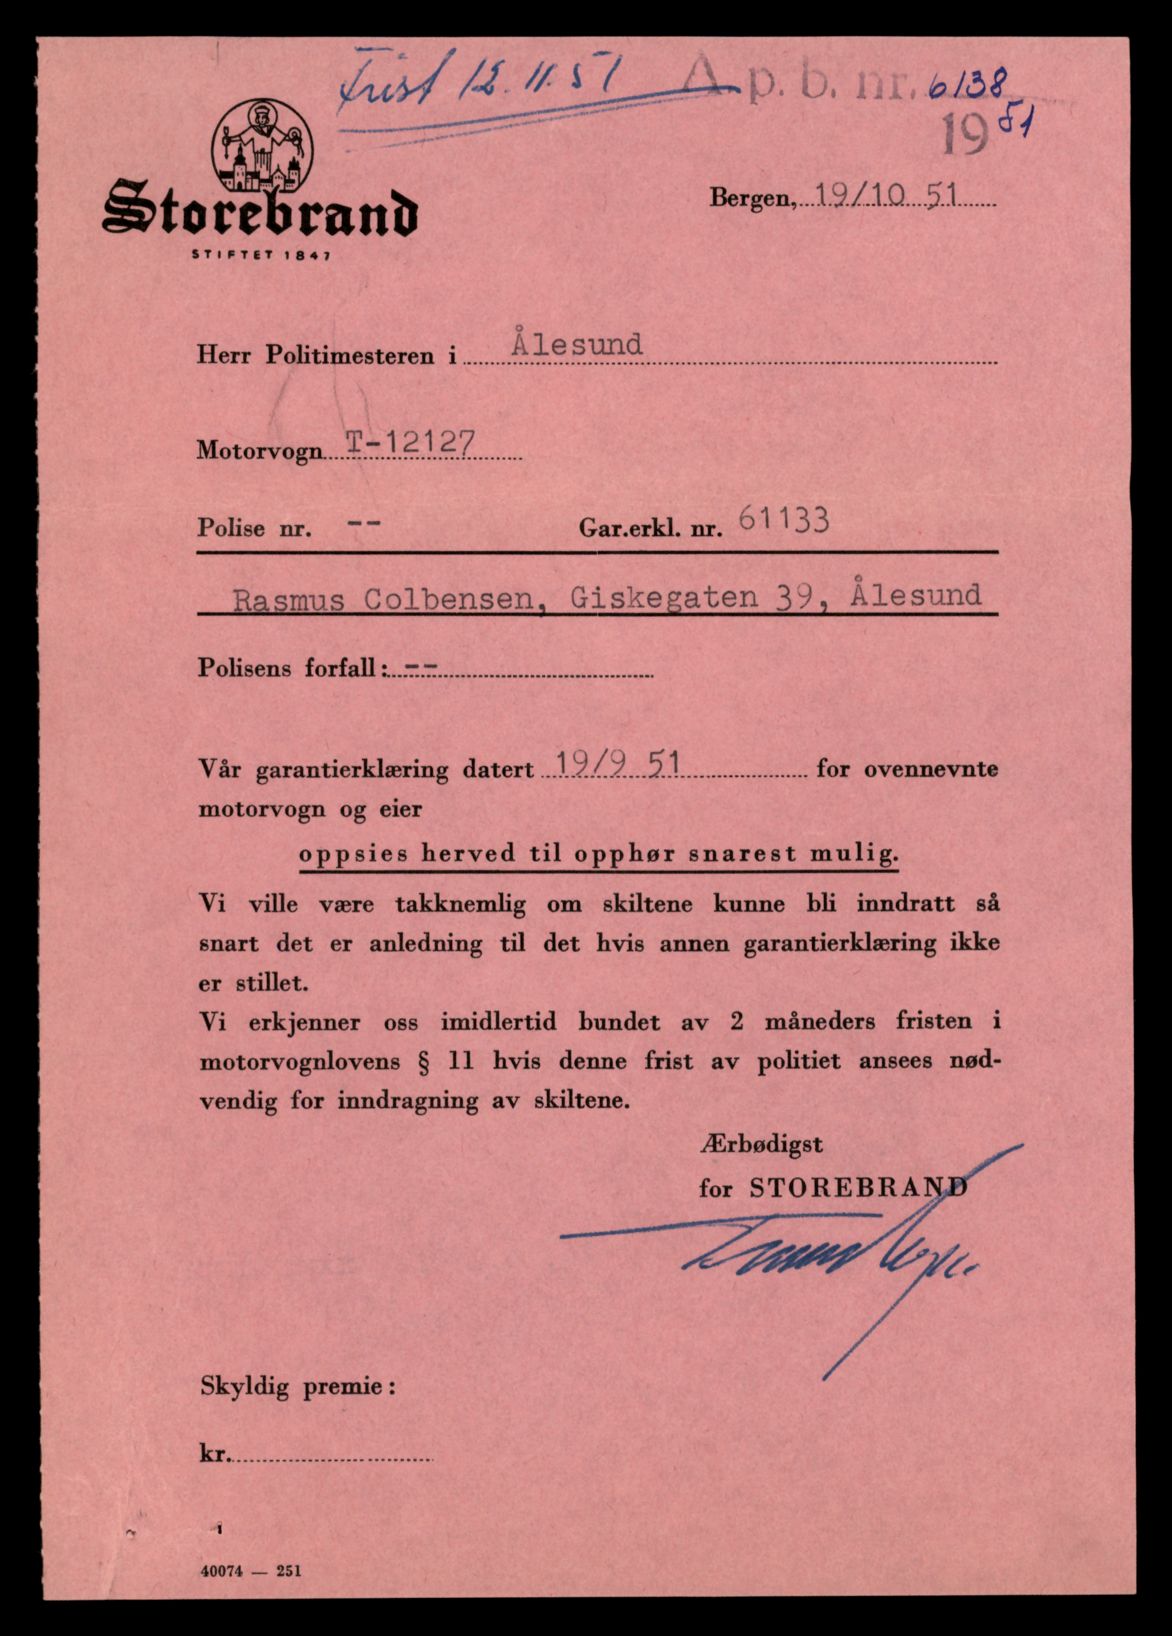 Frist 12.11.51
A.p.b. nr. 6138
19 51
Storebrand
STIFTET 1847
Bergen, 19/10 51
Herr Politimesteren i Ålesund
Motorvogn T-12127
Polise nr. -- Gar.erkl. nr. 61133
Rasmus Colbensen, Giskegaten 39, Ålesund
Polisens forfall: --
Vår garantierklæring datert 19/9 51 for ovennevnte
motorvogn og eier
oppsies herved til opphør snarest mulig.
Vi ville være takknemlig om skiltene kunne bli inndratt så
snart det er anledning til det hvis annen garantierklæring ikke
er stillet.
Vi erkjenner oss imidlertid bundet av 2 måneders fristen i
motorvognlovens § 11 hvis denne frist av politiet ansees nød-
vendig for inndragning av skiltene.
Ærbødigst
for STOREBRAND
Skyldig premie:
kr.
1
40074 — 251